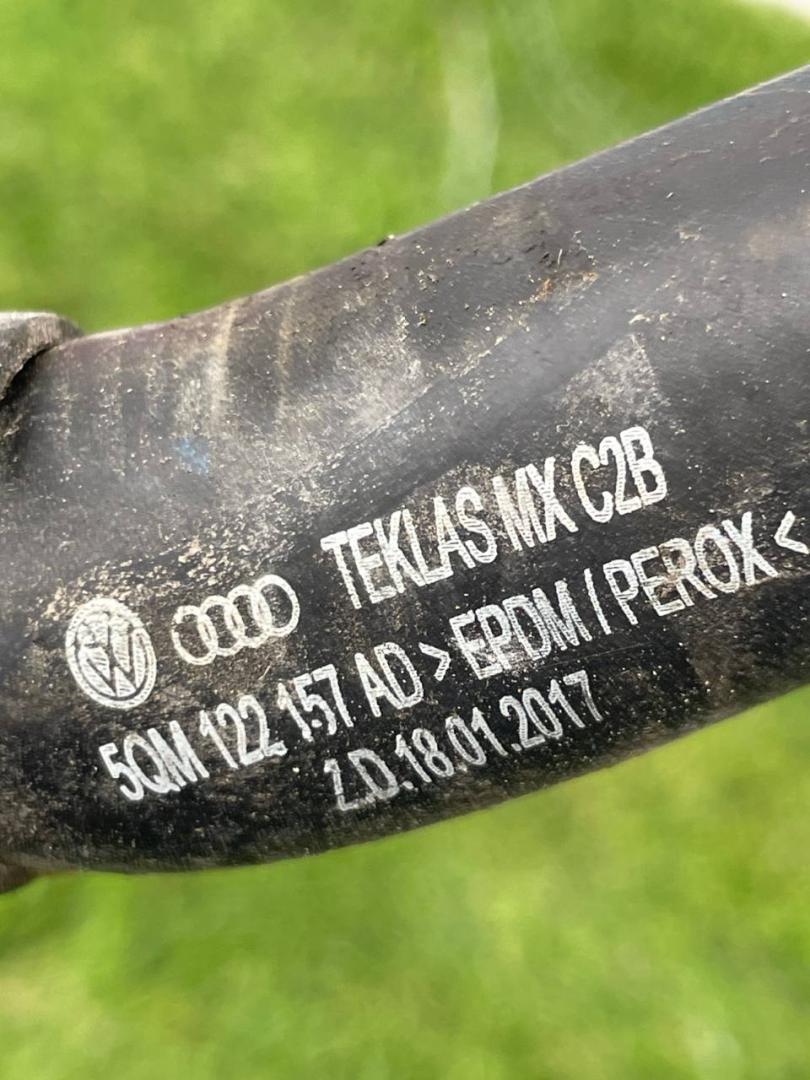 TEKLAS MX C2B
5QM 122 157 AD > EPDM / PEROX <
Z.D.18.01.2017